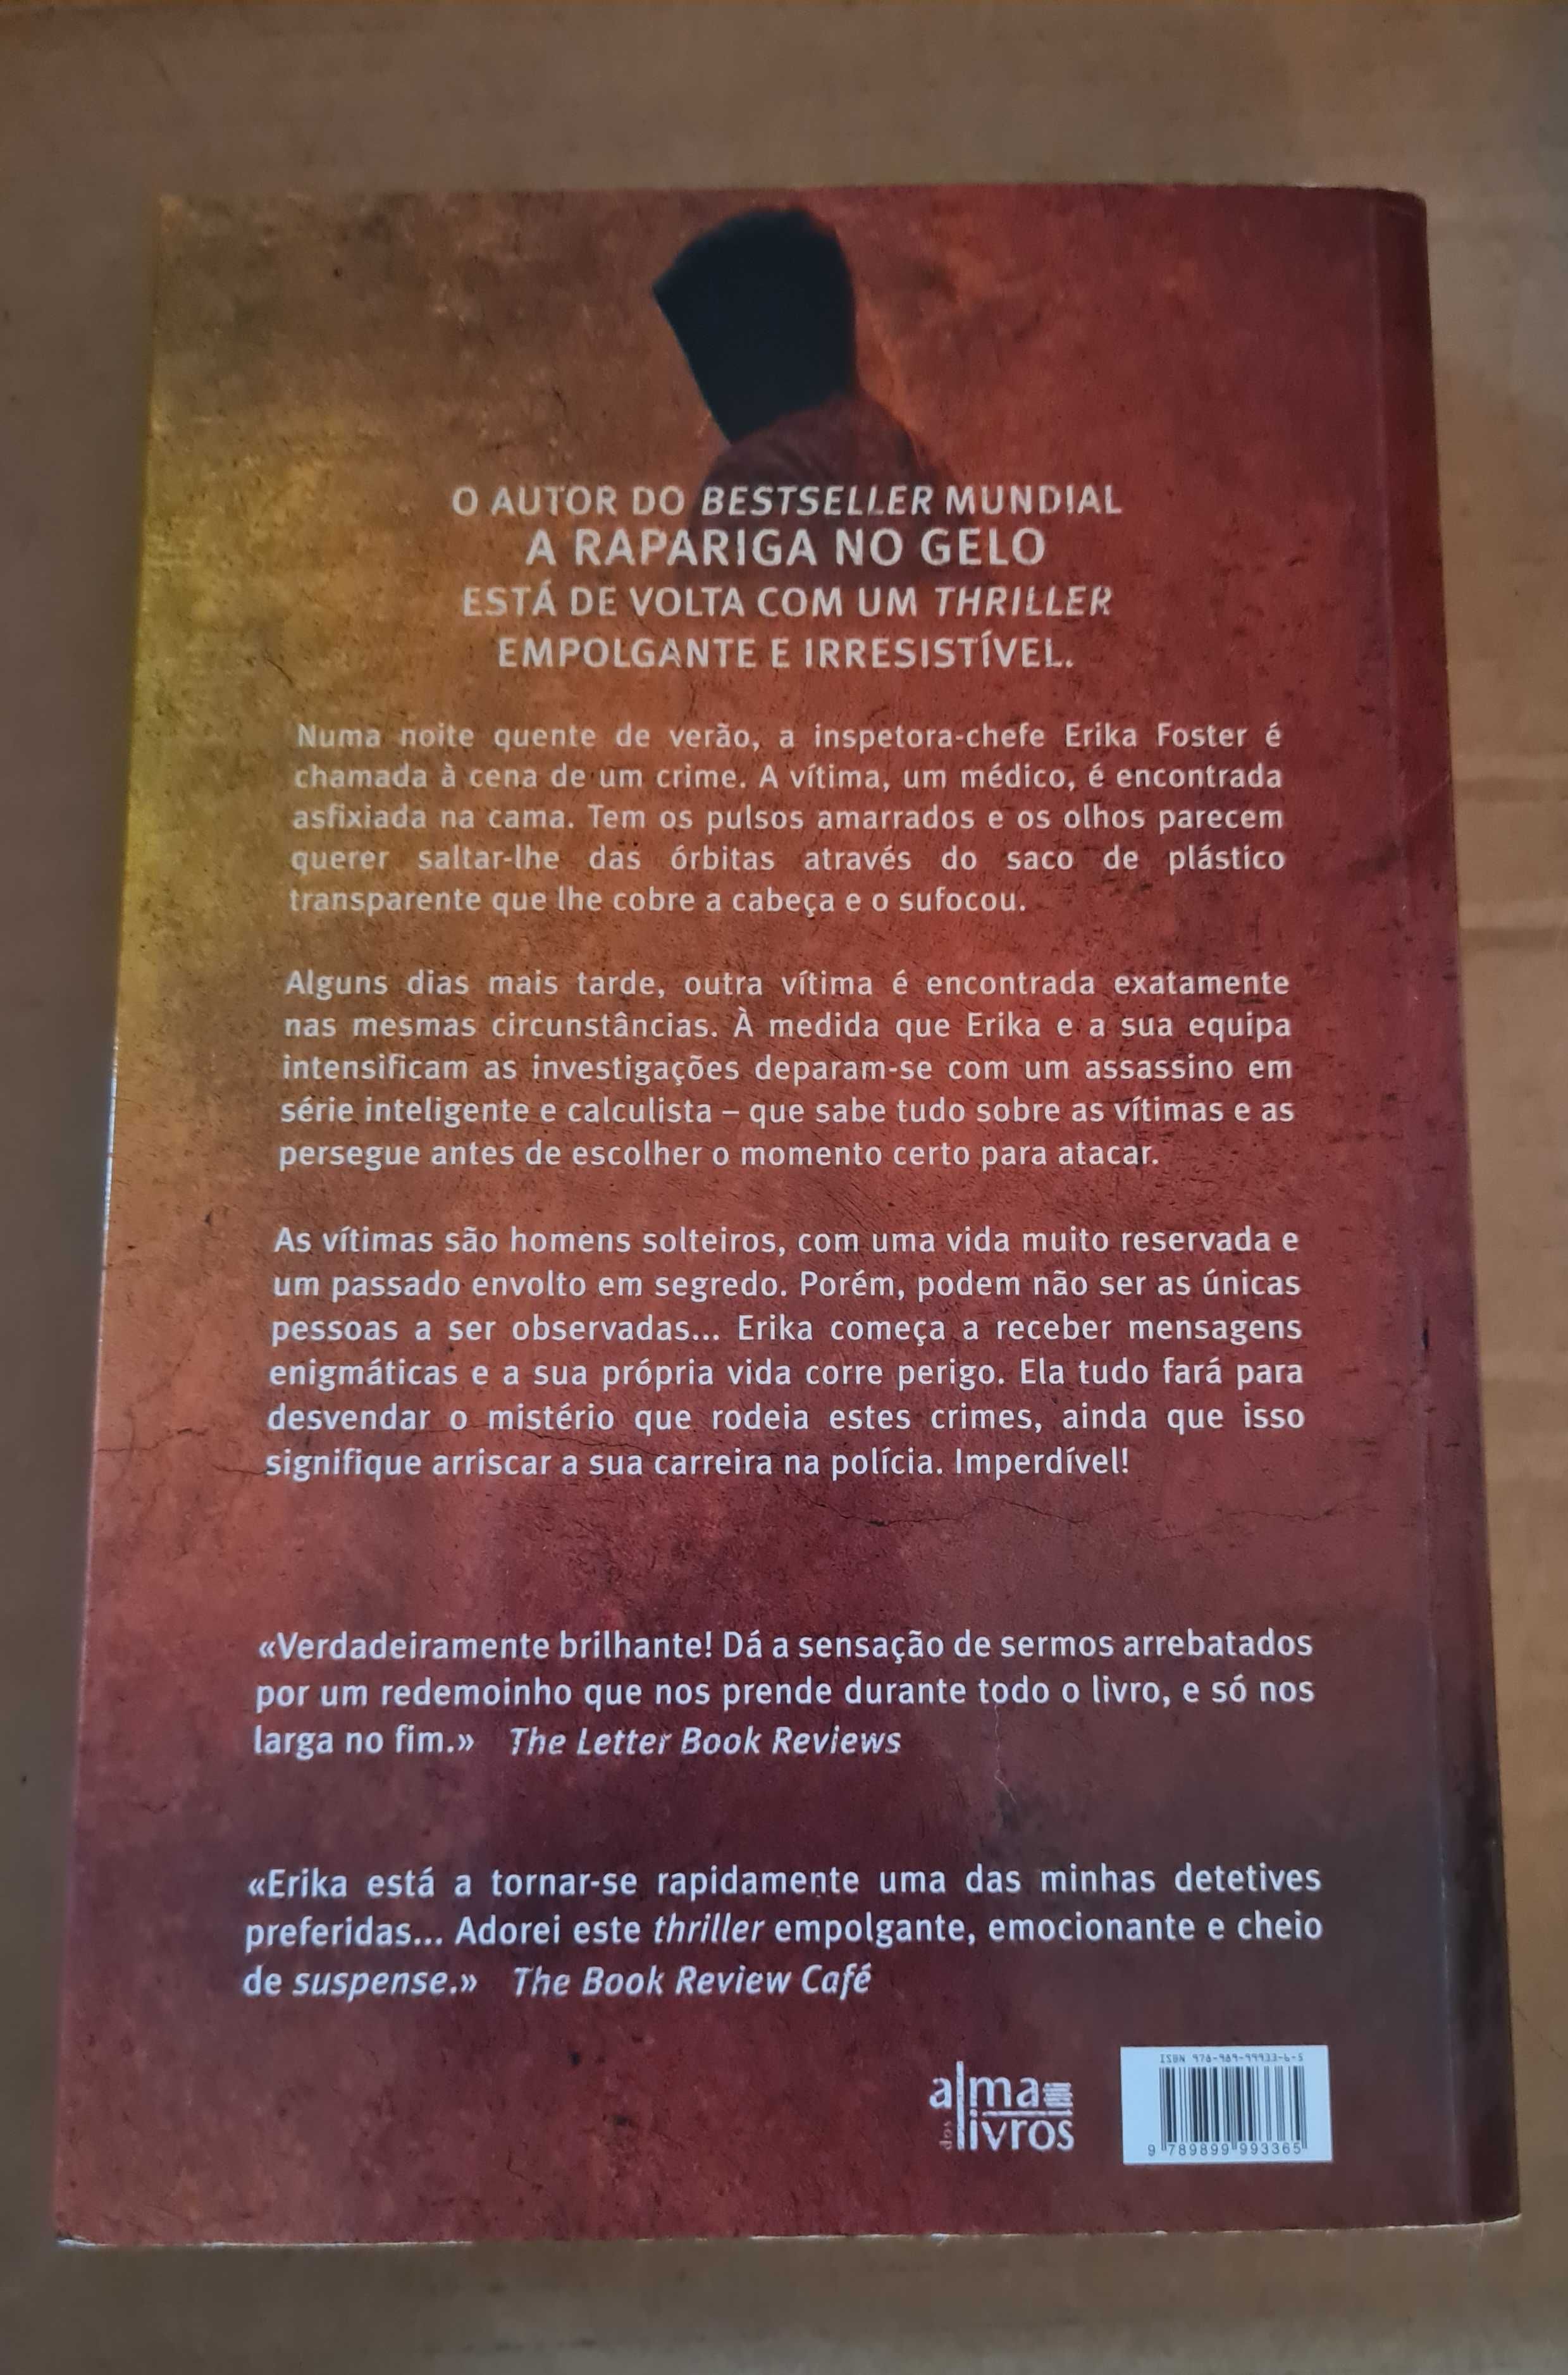 O AUTOR DO BESTSELLER MUNDIAL
A RAPARIGA NO GELO
ESTÁ DE VOLTA COM UM THRILLER
EMPOLGANTE E IRRESISTÍVEL.
Numa noite quente de verão, a inspetora-chefe Erika Foster é
chamada à cena de um crime. A vítima, um médico, é encontrada
asfixiada na cama. Tem os pulsos amarrados e os olhos parecem
querer saltar-lhe das órbitas através do saco de plástico
transparente que lhe cobre a cabeça e o sufocou.
Alguns dias mais tarde, outra vítima é encontrada exatamente
nas mesmas circunstâncias. À medida que Erika e a sua equipa
intensificam as investigações deparam-se com um assassino em
série inteligente e calculista – que sabe tudo sobre as vítimas e as
persegue antes de escolher o momento certo para atacar.
As vítimas são homens solteiros, com uma vida muito reservada e
um passado envolto em segredo. Porém, podem não ser as únicas
pessoas a ser observadas... Erika começa a receber mensagens
enigmáticas e a sua própria vida corre perigo. Ela tudo fará para
desvendar o mistério que rodeia estes crimes, ainda que isso
signifique arriscar a sua carreira na polícia. Imperdível!
«Verdadeiramente brilhante! Dá a sensação de sermos arrebatados
por um redemoinho que nos prende durante todo o livro, e só nos
larga no fim.» The Letter Book Reviews
«Erika está a tornar-se rapidamente uma das minhas detetives
preferidas... Adorei este thriller empolgante, emocionante e cheio
de suspense.» The Book Review Café
alma
dos livros
ISBN 978-989-99933-6-5
9 789899 993365